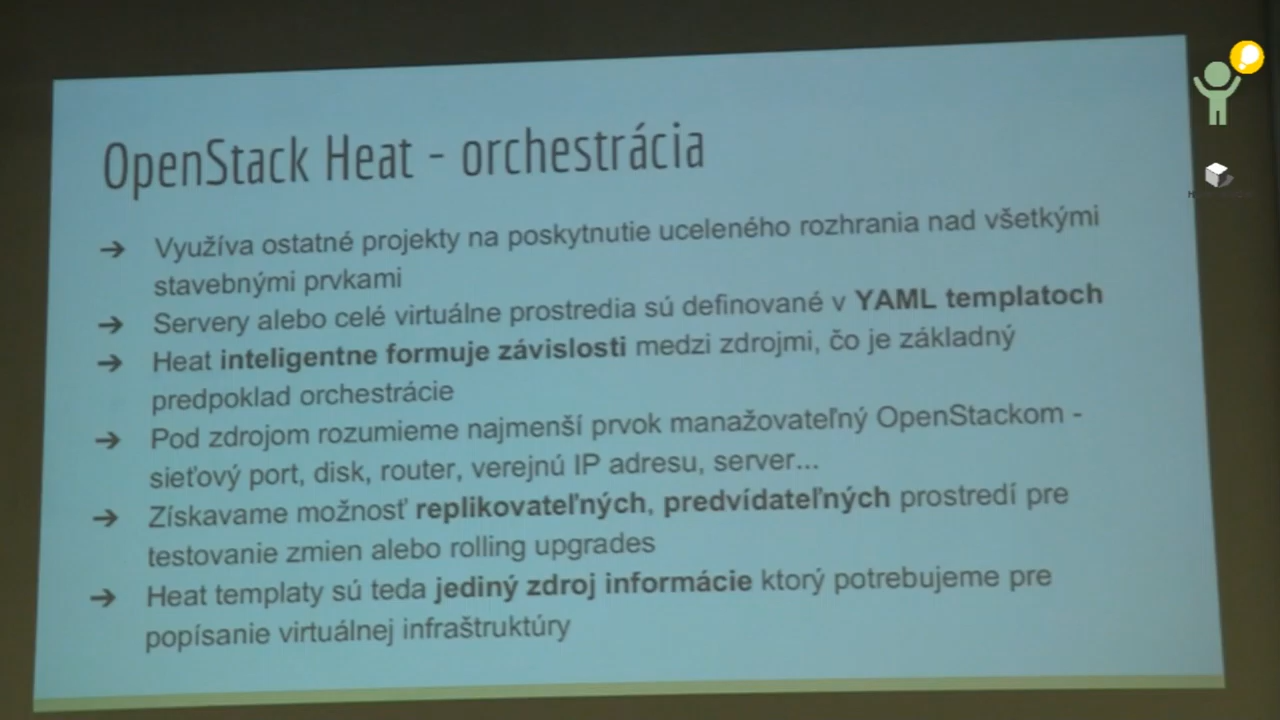 OpenStack Heat - orchestrácia
➔ Využíva ostatné projekty na poskytnutie uceleného rozhrania nad všetkými
stavebnými prvkami
➔ Servery alebo celé virtuálne prostredia sú definované v YAML templatoch
➔ Heat inteligentne formuje závislosti medzi zdrojmi, čo je základný
predpoklad orchestrácie
➔ Pod zdrojom rozumieme najmenší prvok manažovateľný OpenStackom -
sieťový port, disk, router, verejnú IP adresu, server...
➔ Získavame možnosť replikovateľných, predvídateľných prostredí pre
testovanie zmien alebo rolling upgrades
➔ Heat templaty sú teda jediný zdroj informácie ktorý potrebujeme pre
popísanie virtuálnej infraštruktúry